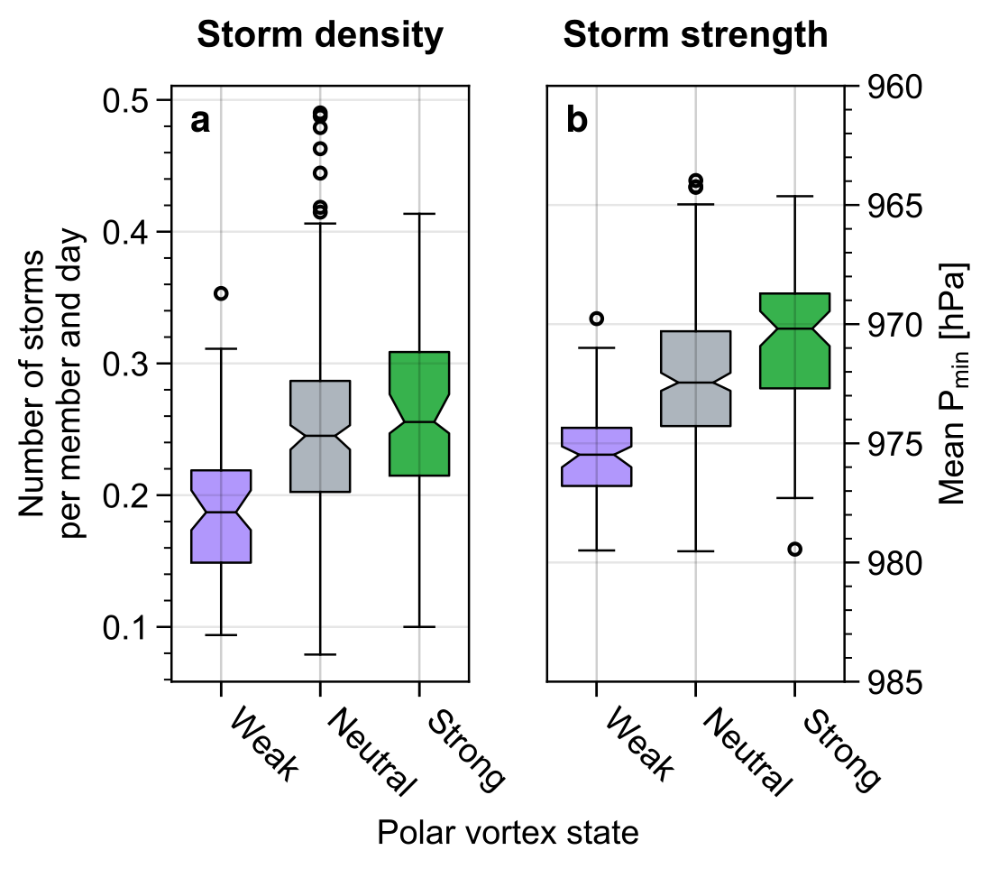 Storm density
Storm strength
a
b
0.5
0.4
0.3
0.2
0.1
Number of storms
per member and day
960
965
970
975
980
985
Mean Pmin [hPa]
Weak
Neutral
Strong
Weak
Neutral
Strong
Polar vortex state